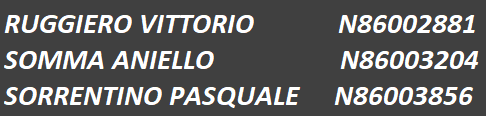 RUGGIERO VITTORIO N86002881
SOMMA ANIELLO N86003204
SORRENTINO PASQUALE N86003856